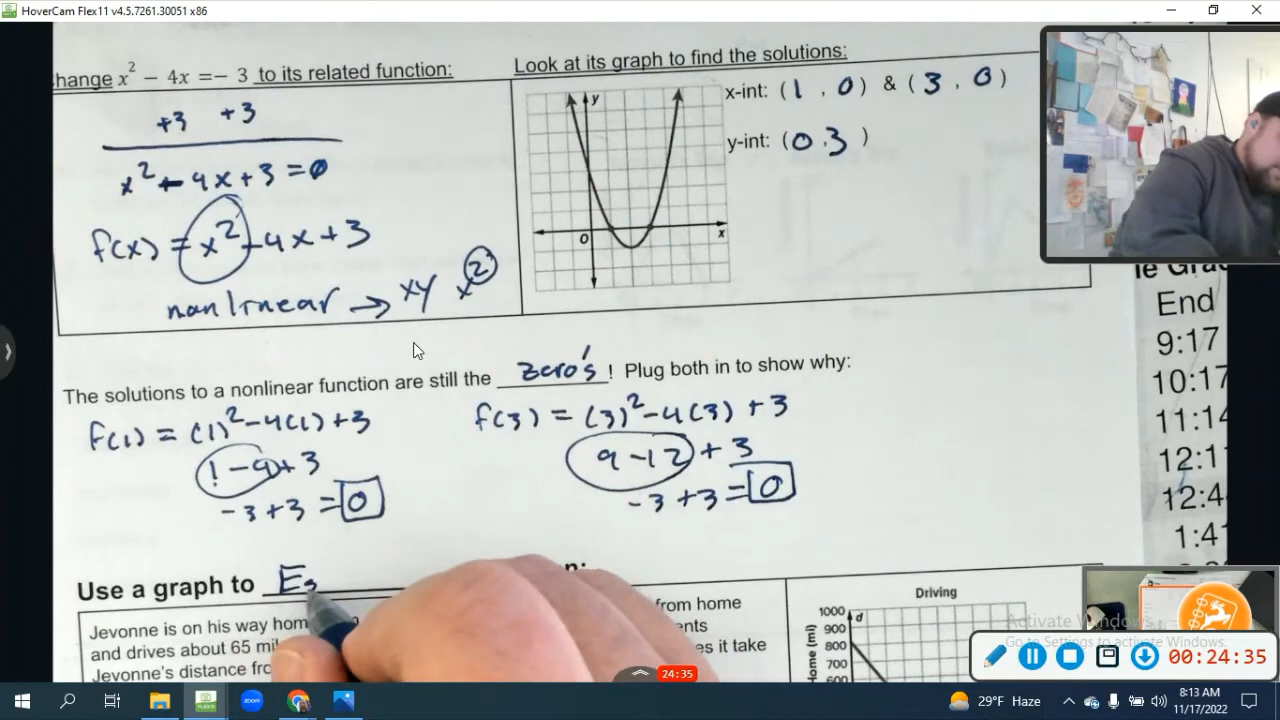 HoverCam Flex11 v4.5.7261.30051 x86
hange x² − 4x = − 3 to its related function:
+3 +3
x² - 4x + 3 = 0
f(x) = x² - 4x + 3
nonlinear → xy x²
Look at its graph to find the solutions:
x-int: (1, 0) & (3, 0)
y-int: (0, 3)
y
0
x
The solutions to a nonlinear function are still the zero's! Plug both in to show why:
f(1) = (1)² - 4(1) + 3
1 - 4 + 3
-3 + 3 = 0
f(3) = (3)² - 4(3) + 3
9 - 12 + 3
-3 + 3 = 0
Use a graph to Es
n:
Jevonne is on his way hom
and drives about 65 mil
Jevonne's distance fro
from home
ents
es it take
Driving
1000 d
900
800
700
600
Home (mi)
le Gra
End
9:17
10:17
11:14
12:1
12:4
1:4
Activate Windows
Go to Settings to activate Windows.
00:24:35
24:35
zoom
29°F Haze
8:13 AM
11/17/2022